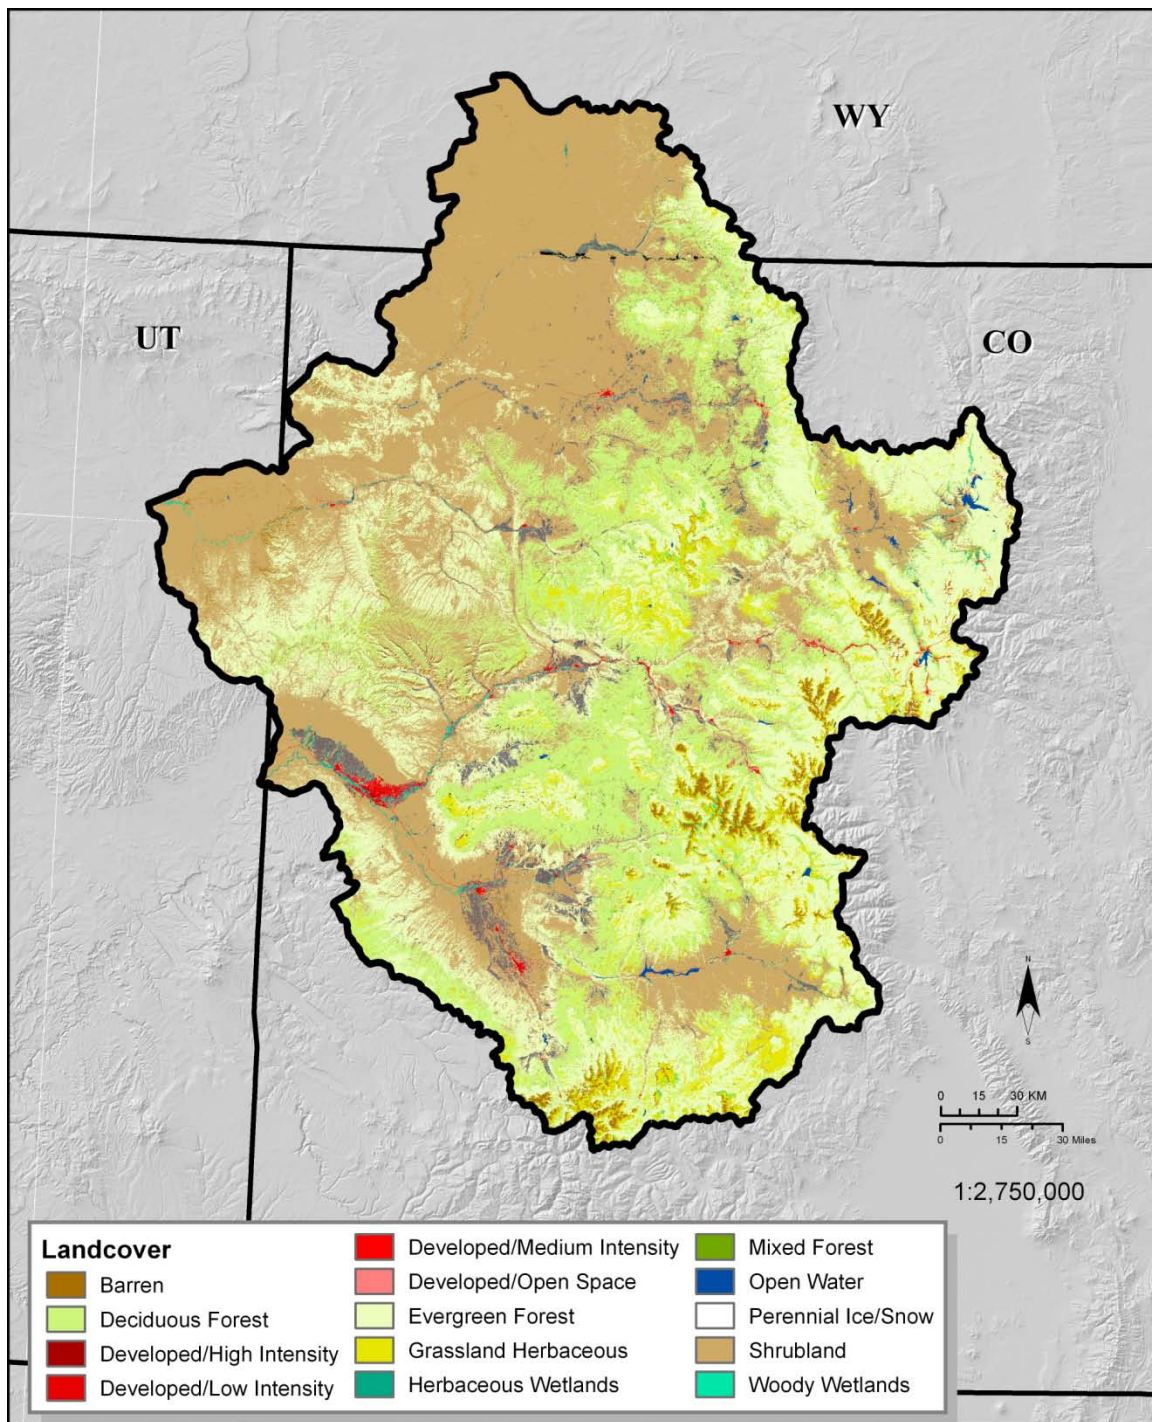 WY
UT
CO
N
S
0 15 30 KM
0 15 30 Miles
1:2,750,000
Landcover
Barren
Deciduous Forest
Developed/High Intensity
Developed/Low Intensity
Developed/Medium Intensity
Developed/Open Space
Evergreen Forest
Grassland Herbaceous
Herbaceous Wetlands
Mixed Forest
Open Water
Perennial Ice/Snow
Shrubland
Woody Wetlands